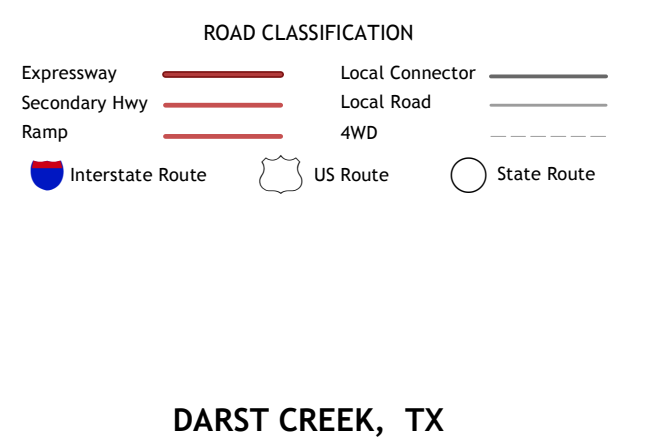 ROAD CLASSIFICATION
Expressway
Local Connector
Secondary Hwy
Local Road
Ramp
4WD
Interstate Route
US Route
State Route
DARST CREEK, TX